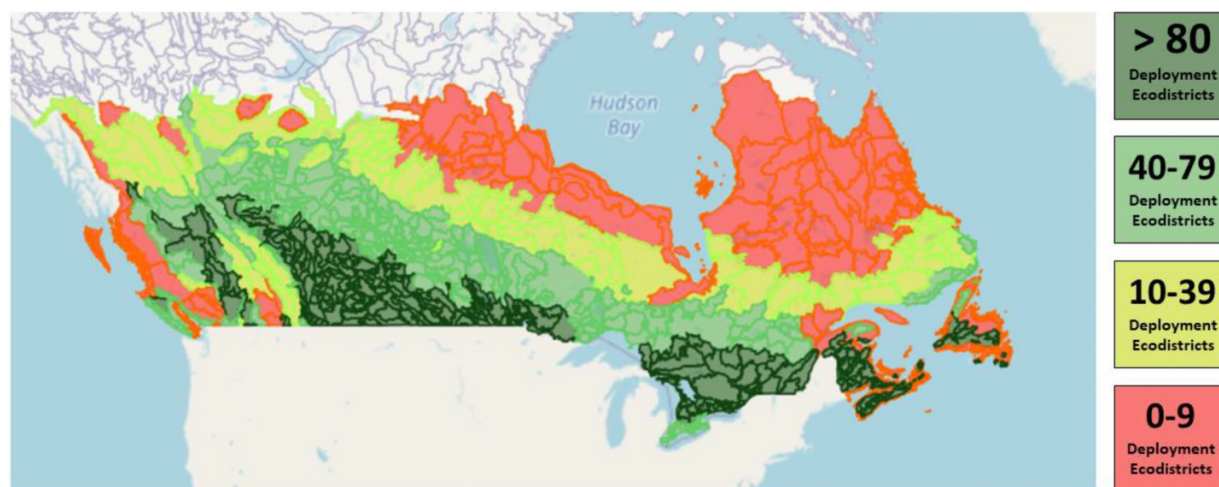 Hudson
Bay
> 80
Deployment
Ecodistricts
40-79
Deployment
Ecodistricts
10-39
Deployment
Ecodistricts
0-9
Deployment
Ecodistricts